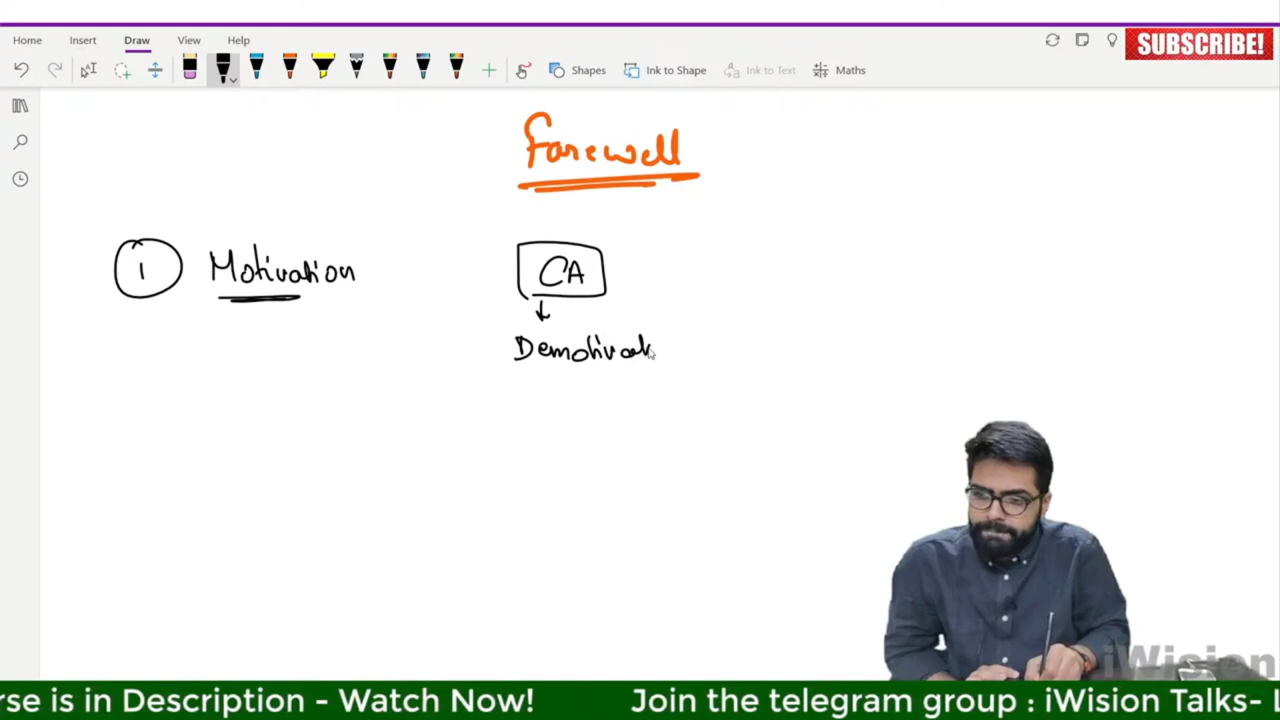 Home Insert Draw View Help
SUBSCRIBE!
Shapes Ink to Shape Ink to Text Maths
Farewell
1 Motivation CA
Demotivat
iWision
rse is in Description - Watch Now! Join the telegram group : iWision Talks- L